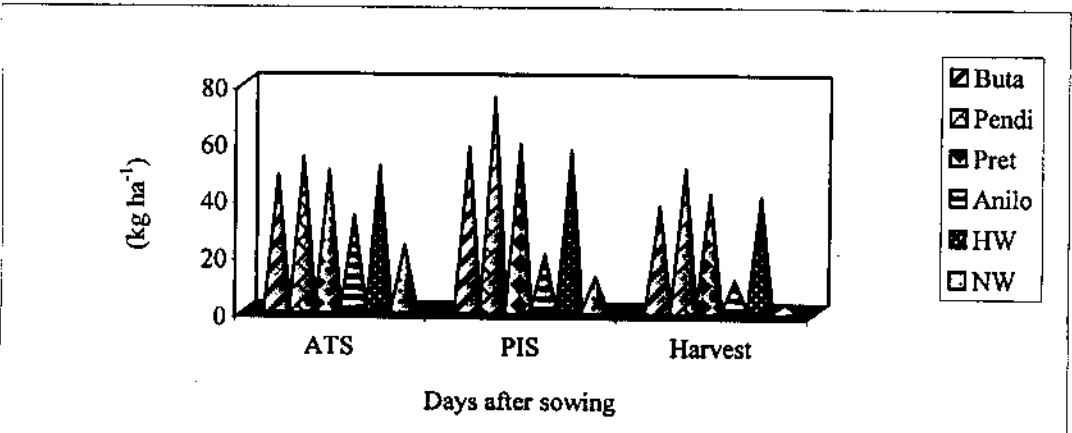 80
60
40
20
0
(kg ha⁻¹)
ATS PIS Harvest
Days after sowing
Buta
Pendi
Pret
Anilo
HW
NW